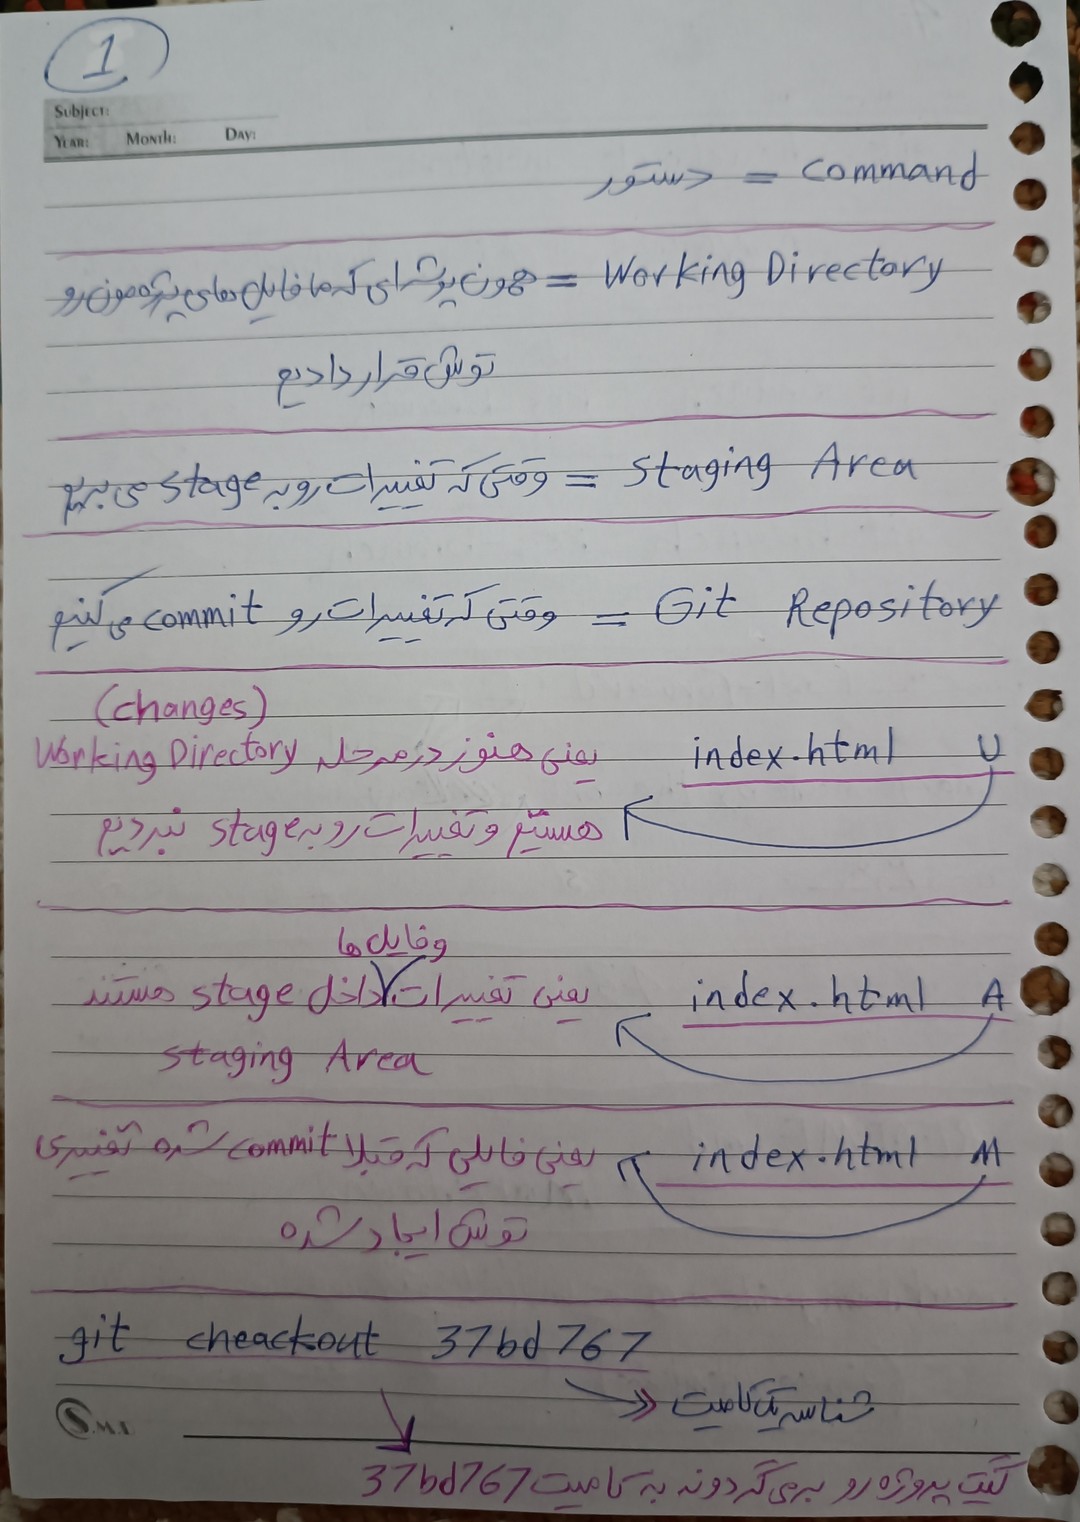 1
Subject:
Year: Month: Day:
Command = دستور
Working Directory = همون پوشه‌ای که ما فایل‌های پروژمون رو
توش قرار دادیم
Staging Area = وقتی که تغییرات رو به stage می‌بریم
Git Repository = وقتی که تغییرات رو commit می‌کنیم
(changes)
index.html U یعنی هنوز در مرحله Working Directory
هستیم و تغییرات رو به stage نبردیم
و فایل‌ها
index.html A یعنی تغییرات داخل stage هستند
staging Area
index.html M یعنی فایلی که قبلا commit شده تغییری
توش ایجاد شده
git cheackout 37bd767
شناسه یک کامیت
S.M.I
گیت پروژه رو برمی‌گردونه به کامیت 37bd767